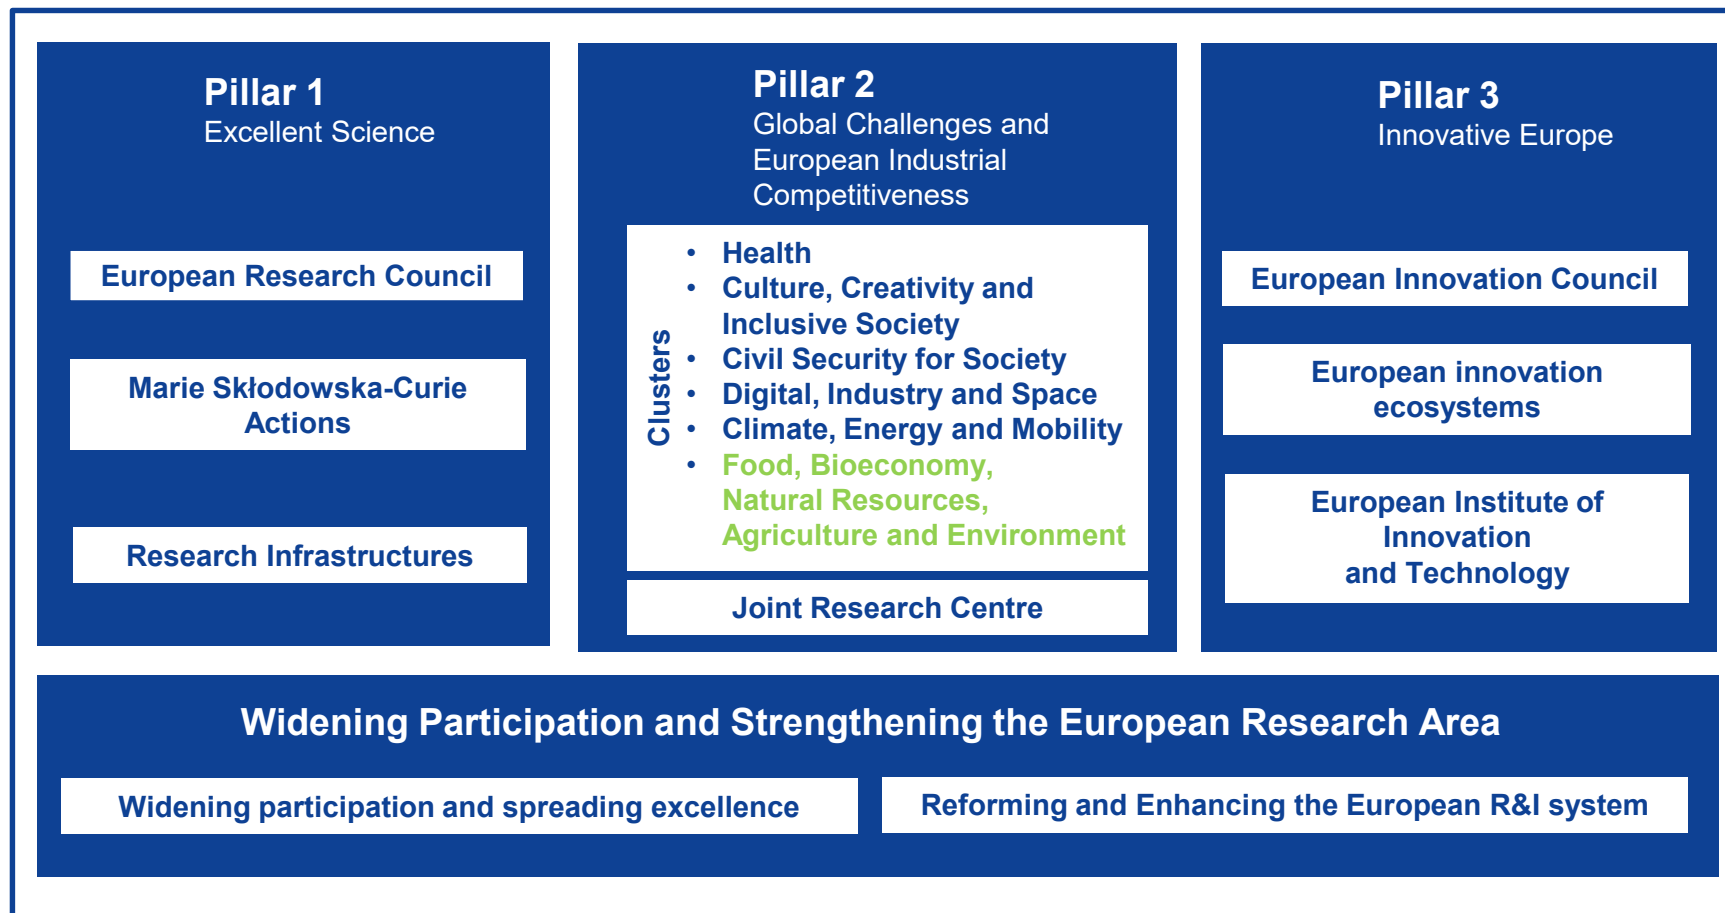 Pillar 1
Excellent Science
European Research Council
Marie Skłodowska-Curie
Actions
Research Infrastructures
Pillar 2
Global Challenges and
European Industrial
Competitiveness
Clusters
• Health
• Culture, Creativity and
Inclusive Society
• Civil Security for Society
• Digital, Industry and Space
• Climate, Energy and Mobility
• Food, Bioeconomy,
Natural Resources,
Agriculture and Environment
Joint Research Centre
Pillar 3
Innovative Europe
European Innovation Council
European innovation
ecosystems
European Institute of
Innovation
and Technology
Widening Participation and Strengthening the European Research Area
Widening participation and spreading excellence
Reforming and Enhancing the European R&I system